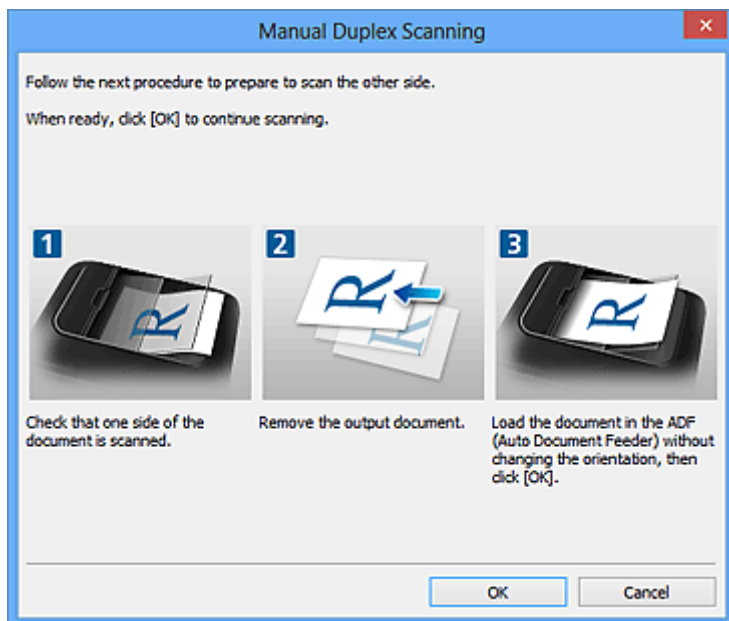 Manual Duplex Scanning
Follow the next procedure to prepare to scan the other side.
When ready, click [OK] to continue scanning.
1
2
3
R
R
R
R
Check that one side of the
document is scanned.
Remove the output document.
Load the document in the ADF
(Auto Document Feeder) without
changing the orientation, then
click [OK].
OK
Cancel